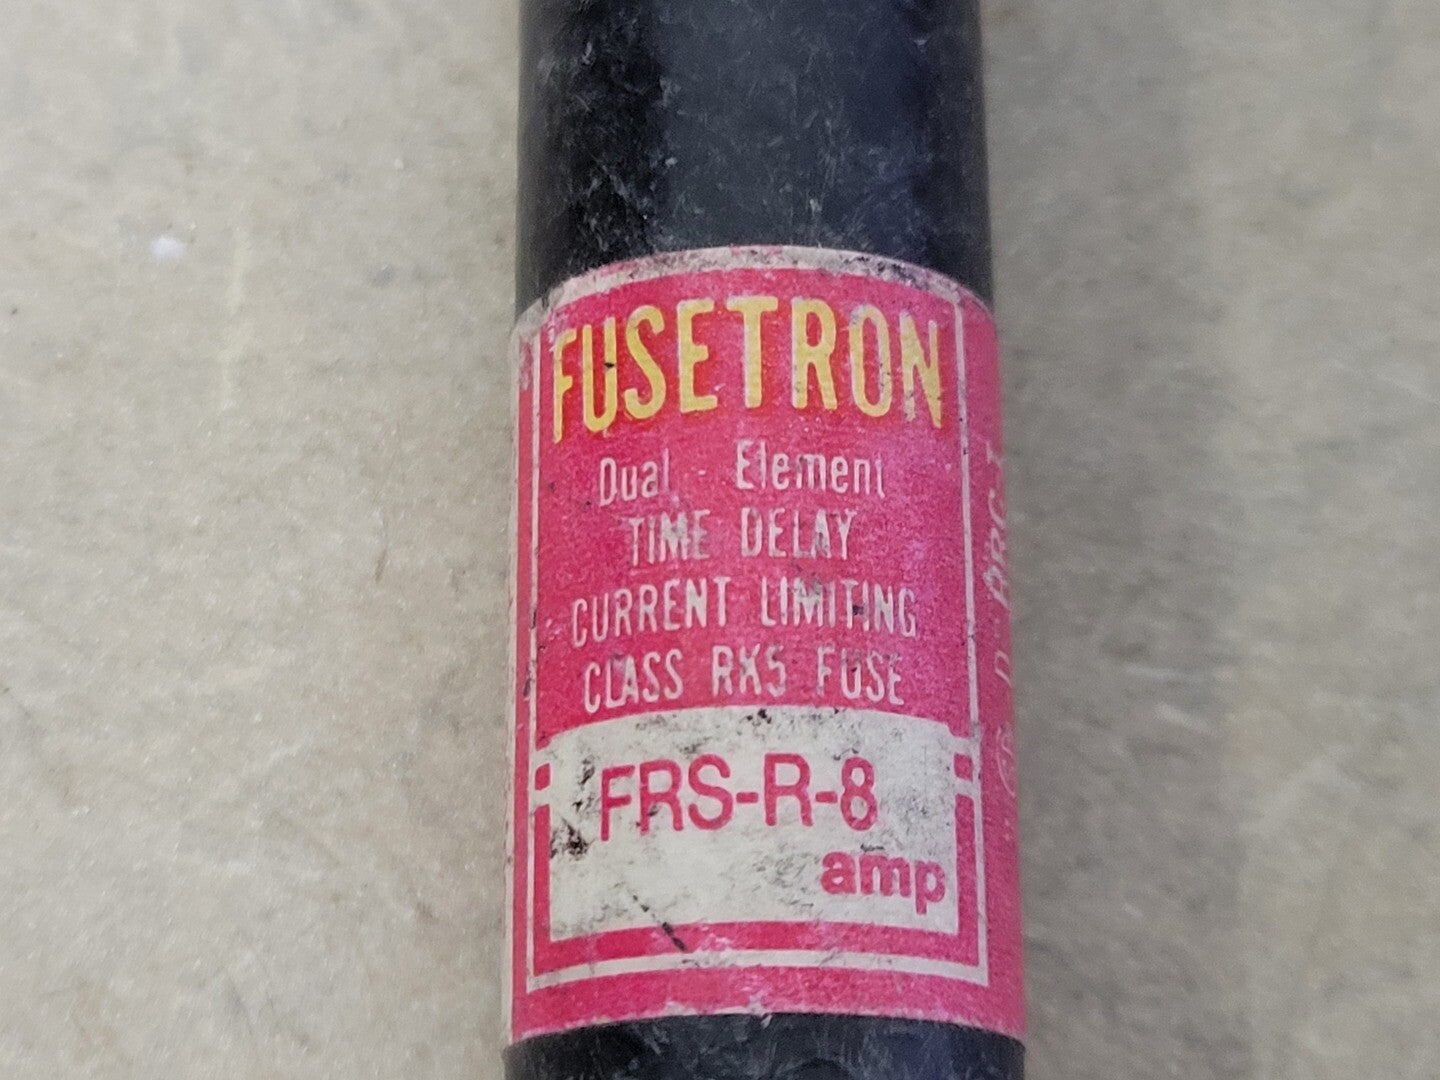 FUSETRON
Dual - Element
TIME DELAY
CURRENT LIMITING
CLASS RK5 FUSE
FRS-R-8
amp